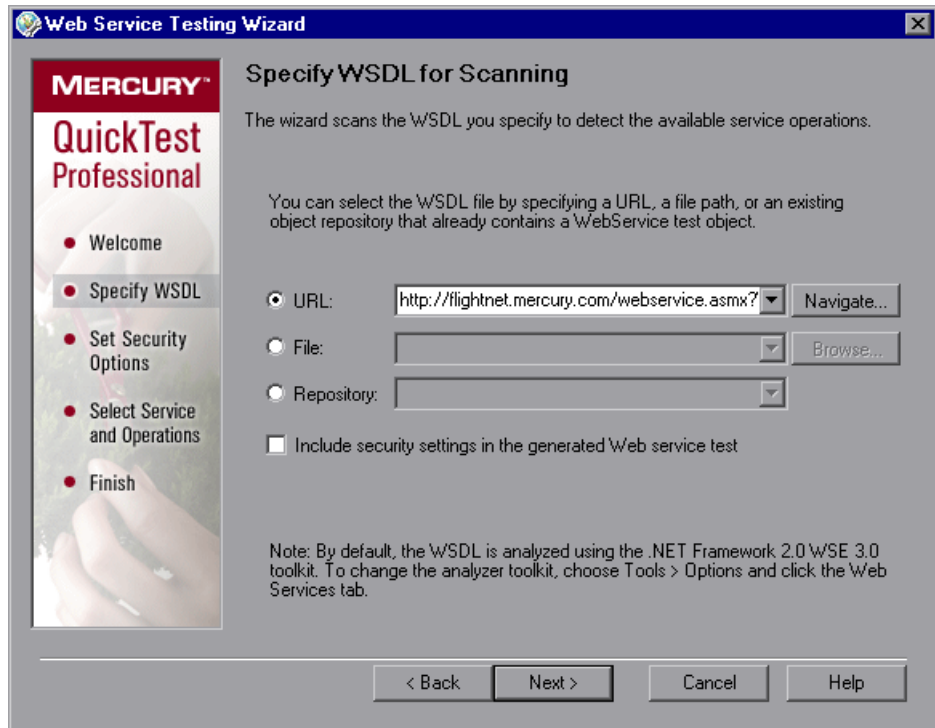 Web Service Testing Wizard
MERCURY™
QuickTest
Professional
Welcome
Specify WSDL
Set Security
Options
Select Service
and Operations
Finish
Specify WSDL for Scanning
The wizard scans the WSDL you specify to detect the available service operations.
You can select the WSDL file by specifying a URL, a file path, or an existing
object repository that already contains a WebService test object.
URL: http://flightnet.mercury.com/webservice.asmx? Navigate...
File: Browse...
Repository:
Include security settings in the generated Web service test
Note: By default, the WSDL is analyzed using the .NET Framework 2.0 WSE 3.0
toolkit. To change the analyzer toolkit, choose Tools > Options and click the Web
Services tab.
< Back Next > Cancel Help